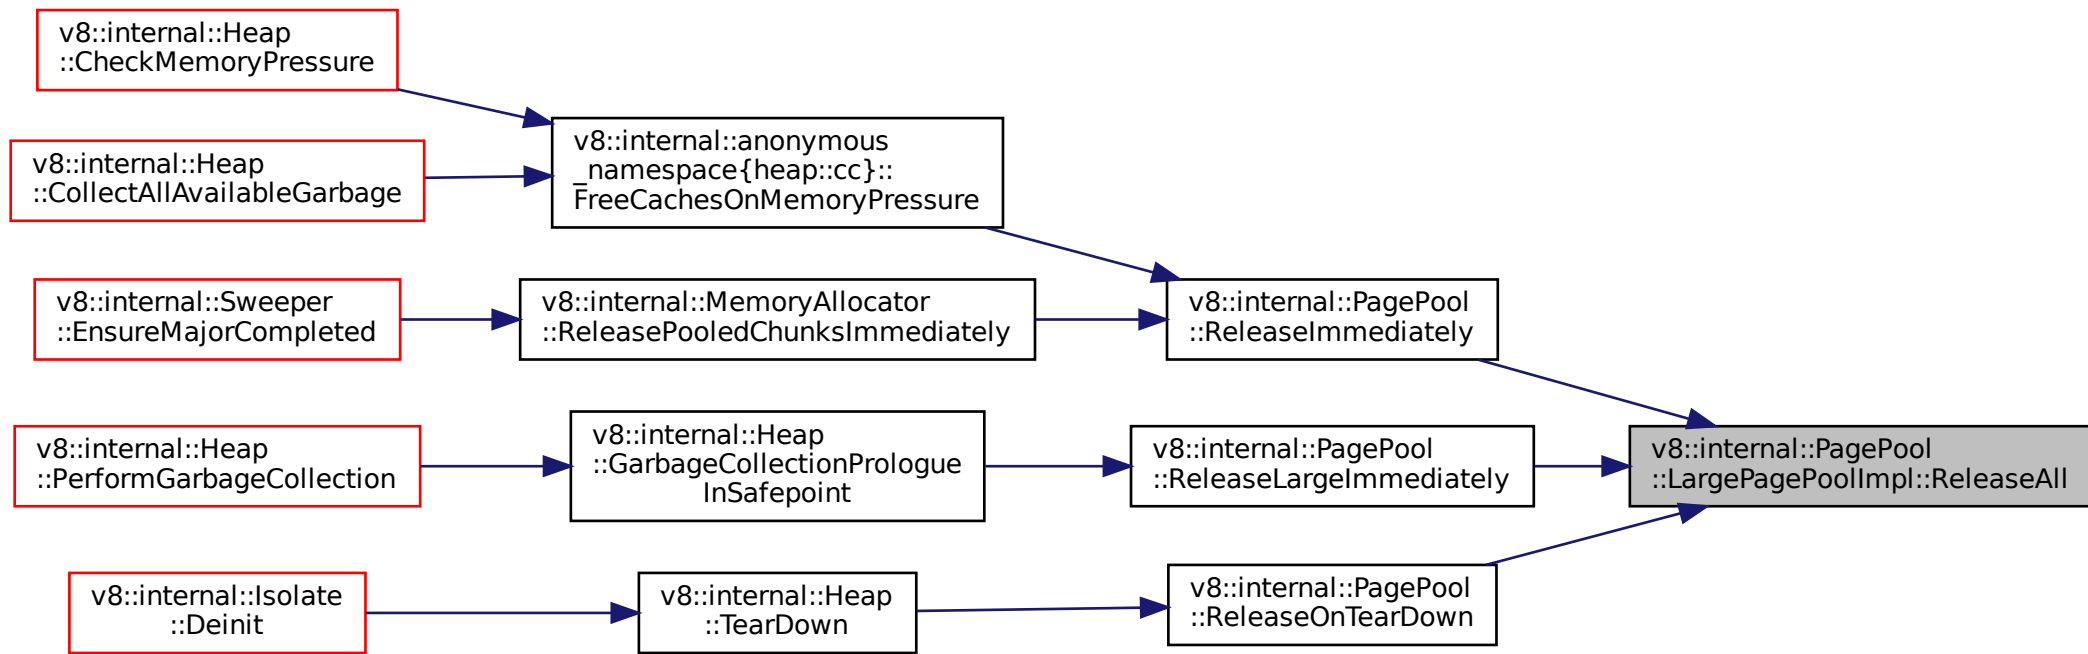 v8::internal::Heap
::CheckMemoryPressure
v8::internal::Heap
::CollectAllAvailableGarbage
v8::internal::anonymous
_namespace{heap::cc}::
FreeCachesOnMemoryPressure
v8::internal::Sweeper
::EnsureMajorCompleted
v8::internal::MemoryAllocator
::ReleasePooledChunksImmediately
v8::internal::PagePool
::ReleaseImmediately
v8::internal::Heap
::PerformGarbageCollection
v8::internal::Heap
::GarbageCollectionPrologue
InSafepoint
v8::internal::PagePool
::ReleaseLargeImmediately
v8::internal::PagePool
::LargePagePoolImpl::ReleaseAll
v8::internal::Isolate
::Deinit
v8::internal::Heap
::TearDown
v8::internal::PagePool
::ReleaseOnTearDown